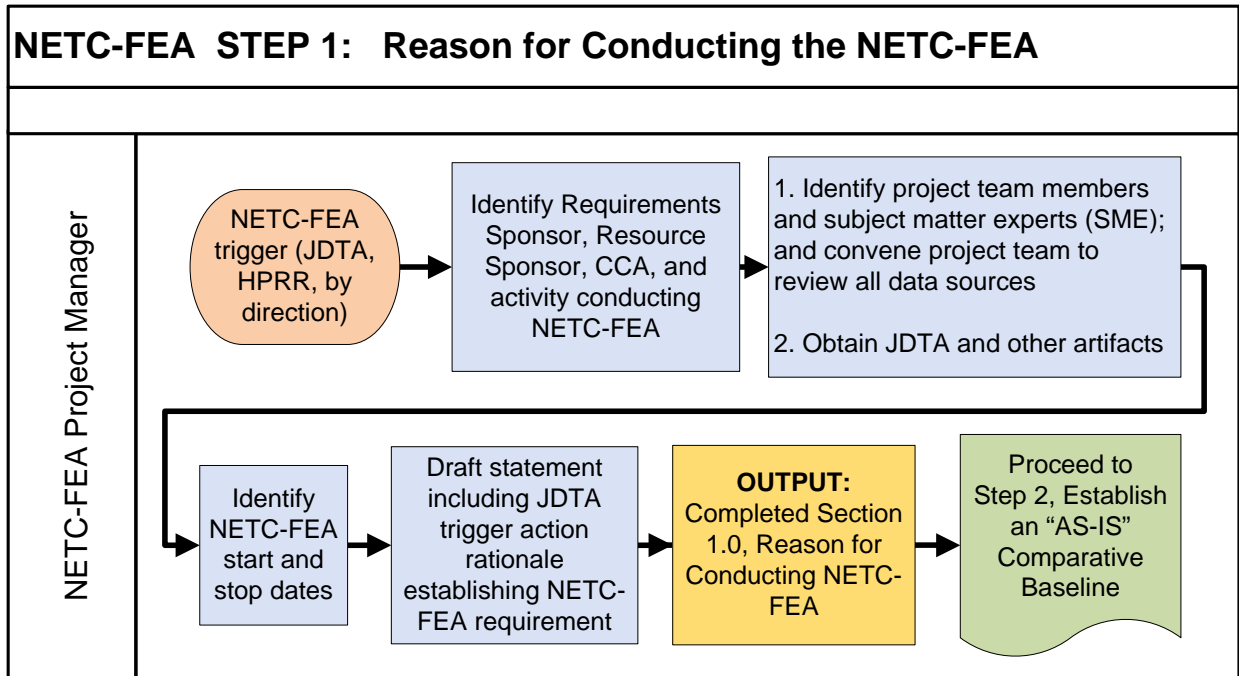 NETC-FEA STEP 1: Reason for Conducting the NETC-FEA
NETC-FEA Project Manager
NETC-FEA
trigger (JDTA,
HPRR, by
direction)
Identify Requirements
Sponsor, Resource
Sponsor, CCA, and
activity conducting
NETC-FEA
1. Identify project team members
and subject matter experts (SME);
and convene project team to
review all data sources
2. Obtain JDTA and other artifacts
Identify
NETC-FEA
start and
stop dates
Draft statement
including JDTA
trigger action
rationale
establishing NETC-
FEA requirement
OUTPUT:
Completed Section
1.0, Reason for
Conducting NETC-
FEA
Proceed to
Step 2, Establish
an “AS-IS”
Comparative
Baseline